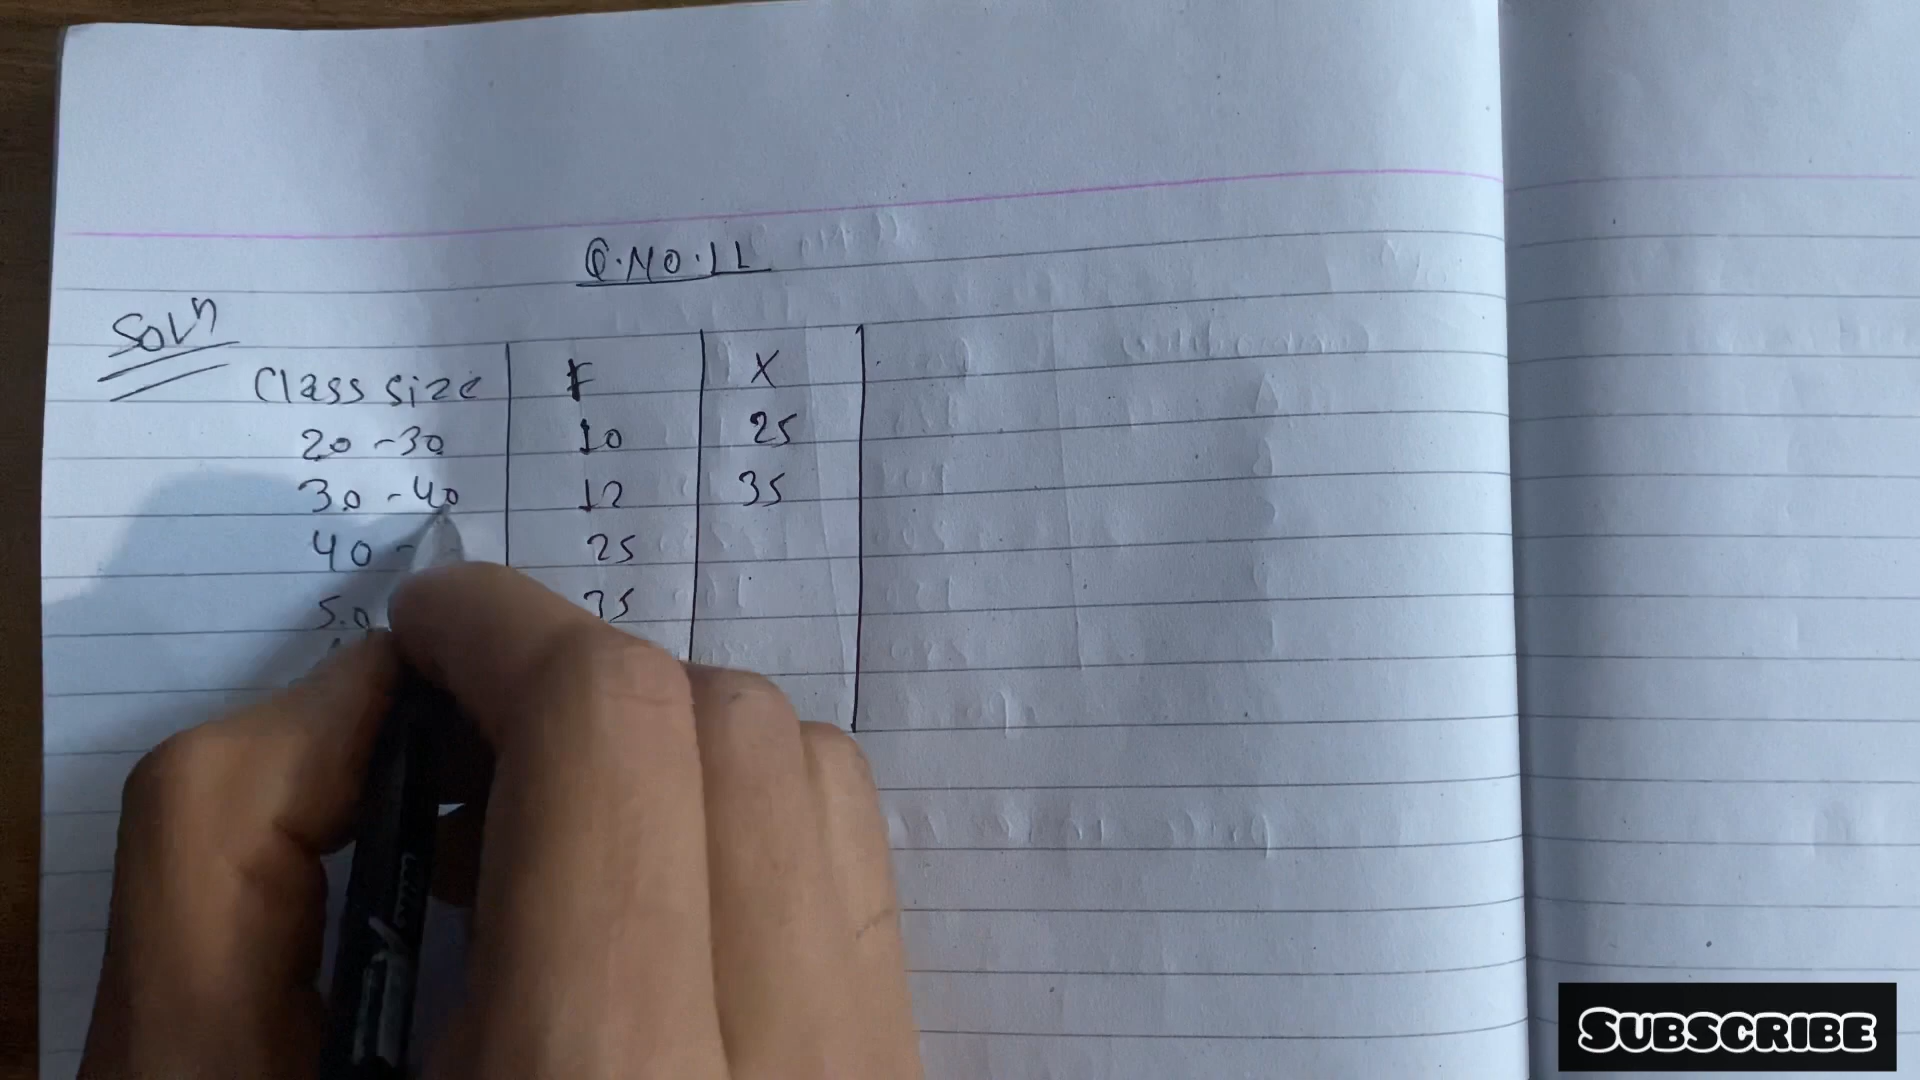 Q.NO.11
Soln
Class size F X
20 - 30 10 25
30 - 40 12 35
40 - 25
50 35
SUBSCRIBE